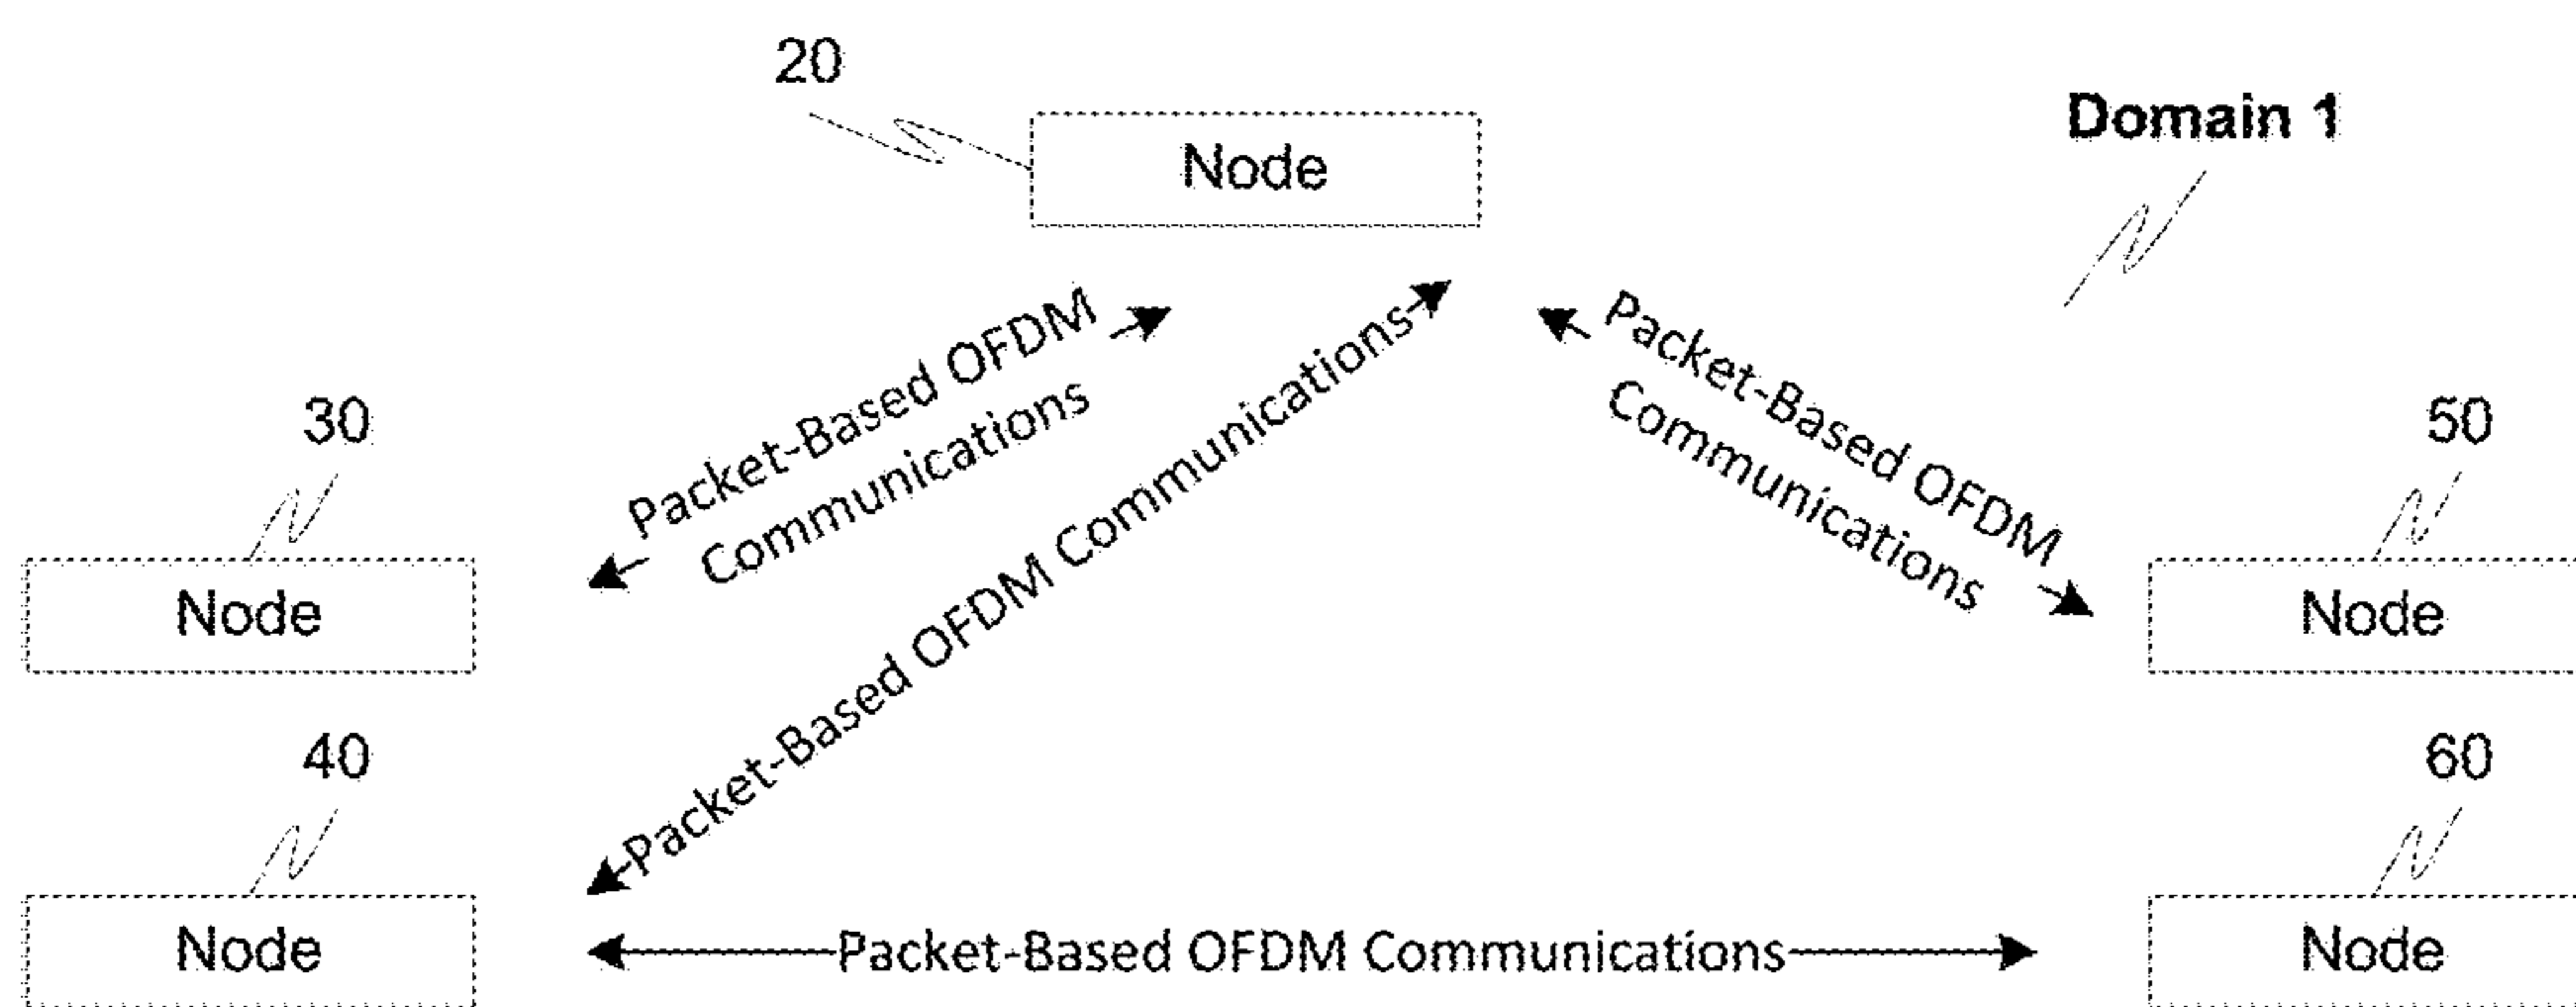 20
Domain 1
Node
Packet-Based OFDM
Communications
Packet-Based OFDM Communications
Packet-Based OFDM
Communications
30
50
Node
Node
40
60
Node
Packet-Based OFDM Communications
Node